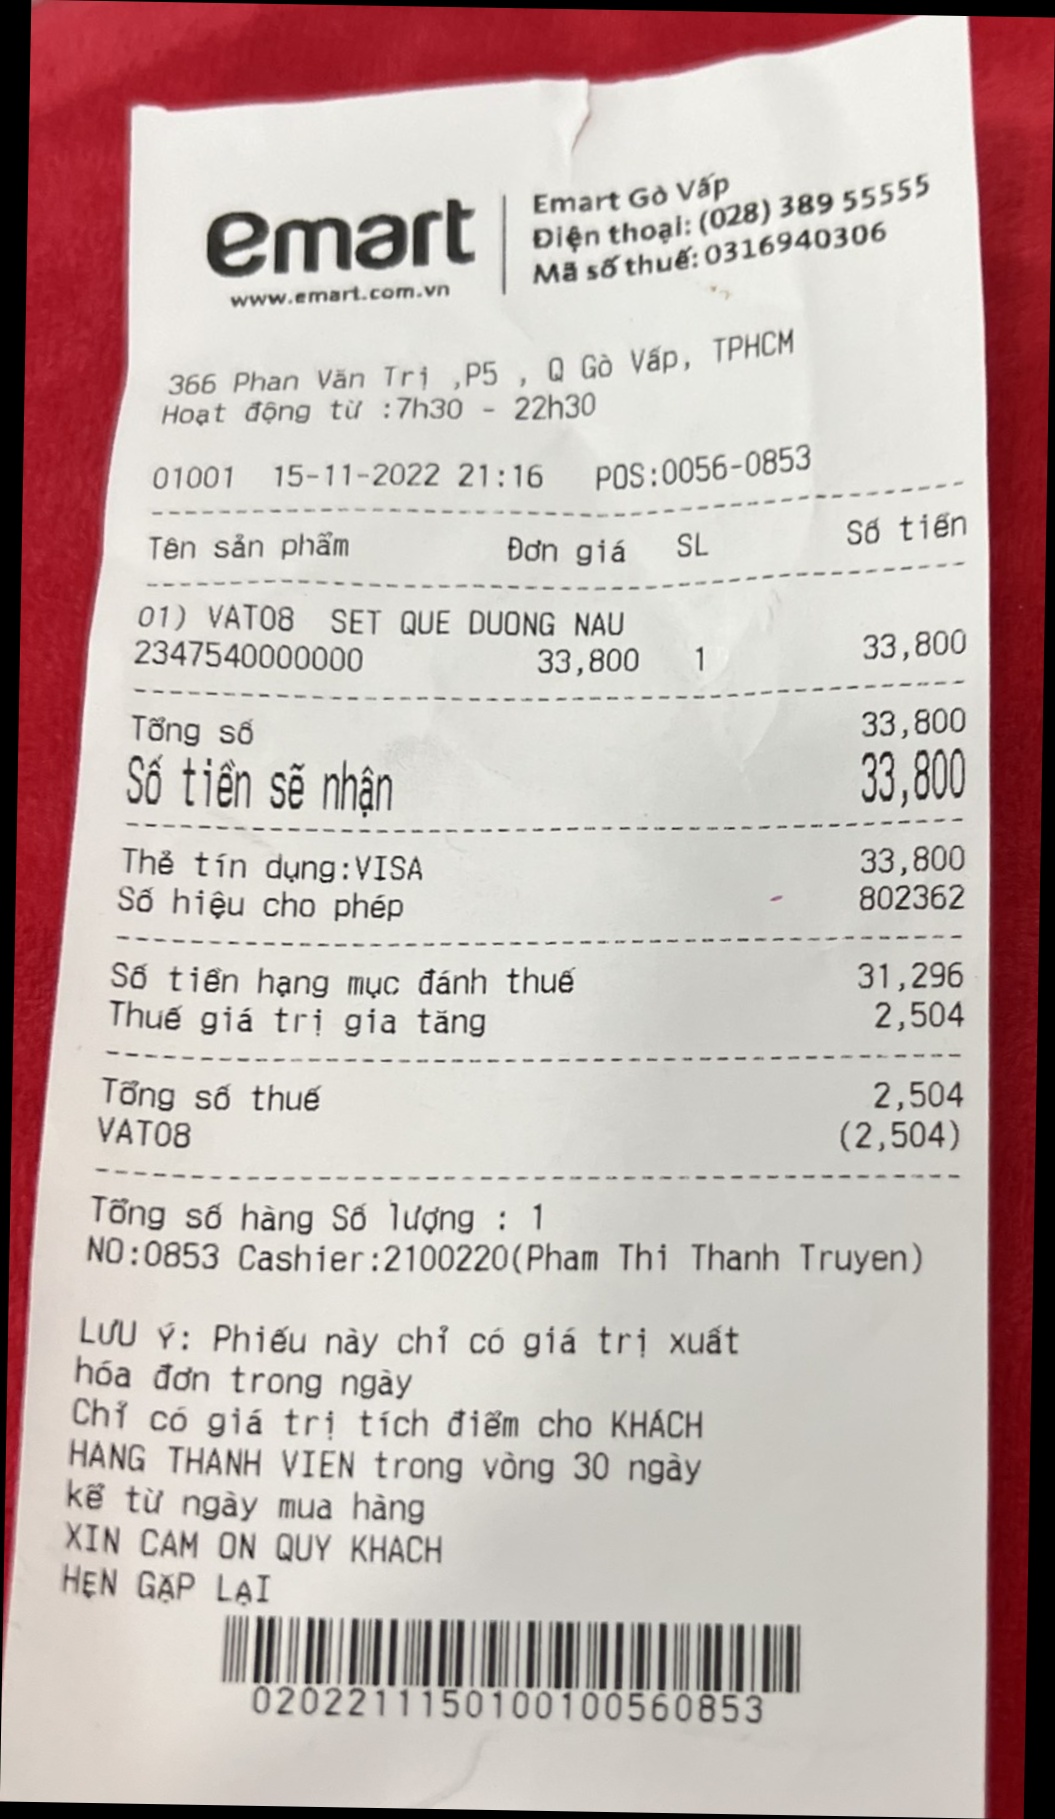 emart
www.emart.com.vn
Emart Gò Vấp
Điện thoại: (028) 389 55555
Mã số thuế: 0316940306
366 Phan Văn Trị ,P5 , Q Gò Vấp, TPHCM
Hoạt động từ :7h30 - 22h30
01001 15-11-2022 21:16 POS:0056-0853
Tên sản phẩm Đơn giá SL Số tiền
01) VAT08 SET QUE DUONG NAU
2347540000000 33,800 1 33,800
Tổng số 33,800
Số tiền sẽ nhận 33,800
Thẻ tín dụng:VISA 33,800
Số hiệu cho phép 802362
Số tiền hạng mục đánh thuế 31,296
Thuế giá trị gia tăng 2,504
Tổng số thuế 2,504
VAT08 (2,504)
Tổng số hàng Số lượng : 1
NO:0853 Cashier:2100220(Pham Thi Thanh Truyen)
LƯU Ý: Phiếu này chỉ có giá trị xuất
hóa đơn trong ngày
Chỉ có giá trị tích điểm cho KHÁCH
HANG THANH VIEN trong vòng 30 ngày
kể từ ngày mua hàng
XIN CAM ON QUY KHACH
HẸN GẶP LẠI
0202211150100100560853